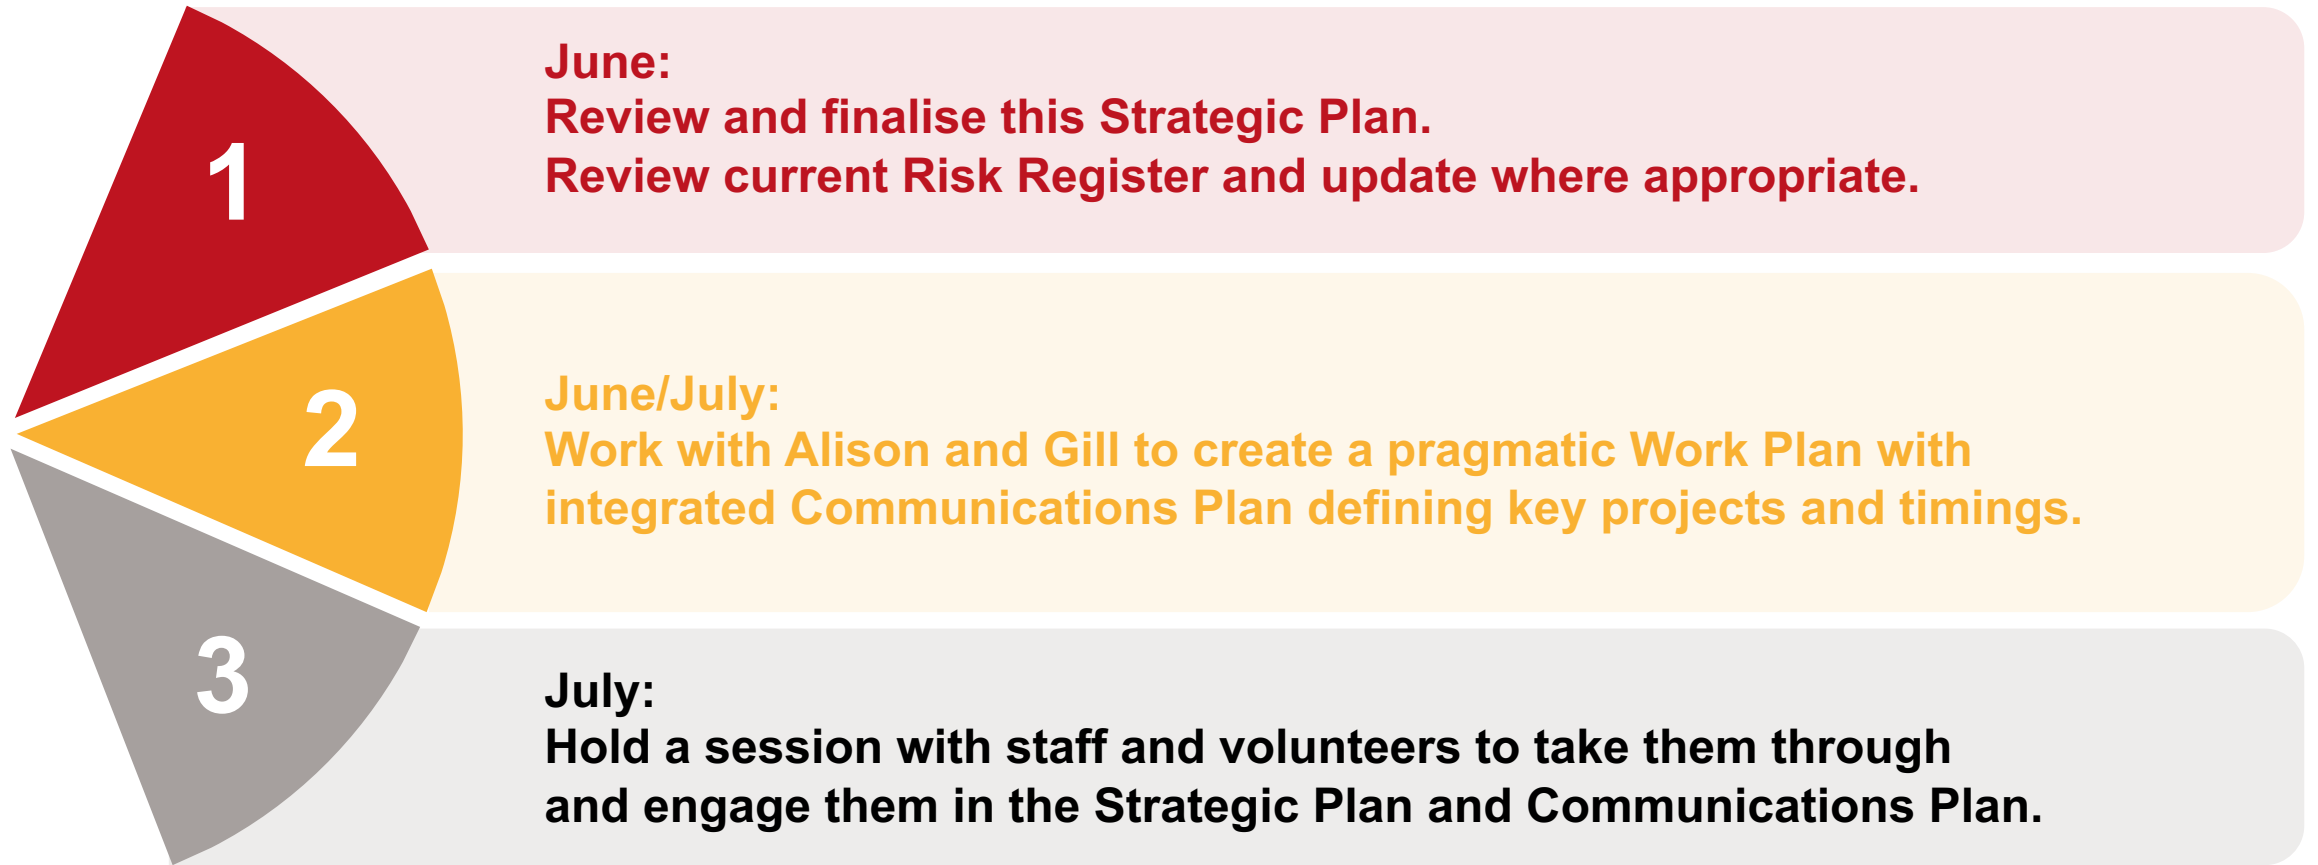 1
June:
Review and finalise this Strategic Plan.
Review current Risk Register and update where appropriate.
2
June/July:
Work with Alison and Gill to create a pragmatic Work Plan with
integrated Communications Plan defining key projects and timings.
3
July:
Hold a session with staff and volunteers to take them through
and engage them in the Strategic Plan and Communications Plan.